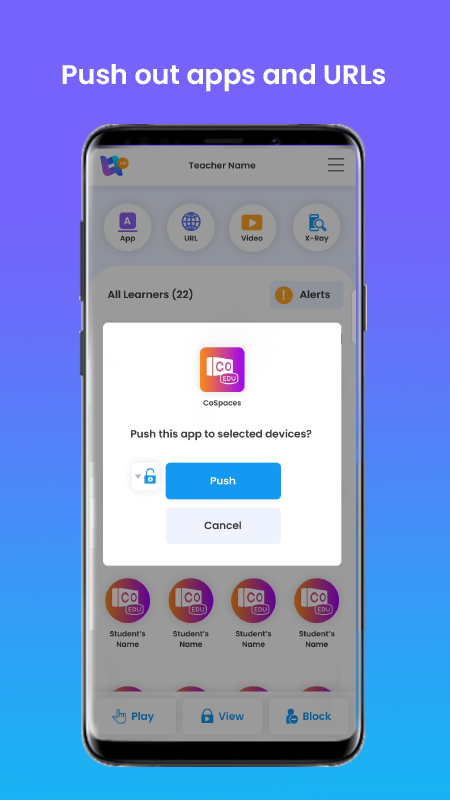 Push out apps and URLs
Teacher Name
A
App
URL
Video
X-Ray
All Learners (22)
! Alerts
CO
EDU
CoSpaces
Push this app to selected devices?
Push
Cancel
CO CO CO CO
EDU EDU EDU EDU
Student's Student's Student's Student's
Name Name Name Name
Play View Block